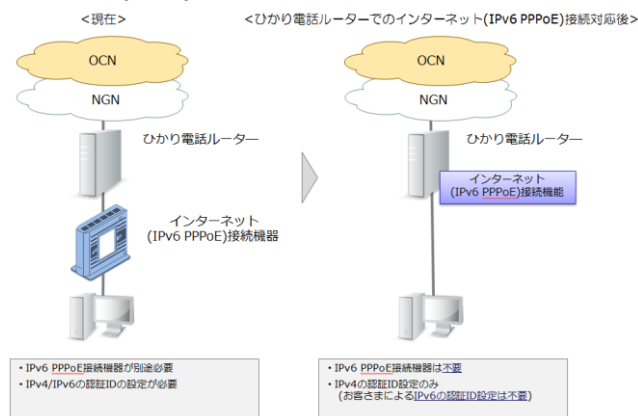 <現在>
<ひかり電話ルーターでのインターネット(IPv6 PPPoE)接続対応後>
OCN
NGN
ひかり電話ルーター
インターネット
(IPv6 PPPoE)接続機器
・IPv6 PPPoE接続機器が別途必要
・IPv4/IPv6の認証IDの設定が必要
OCN
NGN
ひかり電話ルーター
インターネット
(IPv6 PPPoE)接続機能
・IPv6 PPPoE接続機器は不要
・IPv4の認証ID設定のみ
(お客さまによるIPv6の認証ID設定は不要)